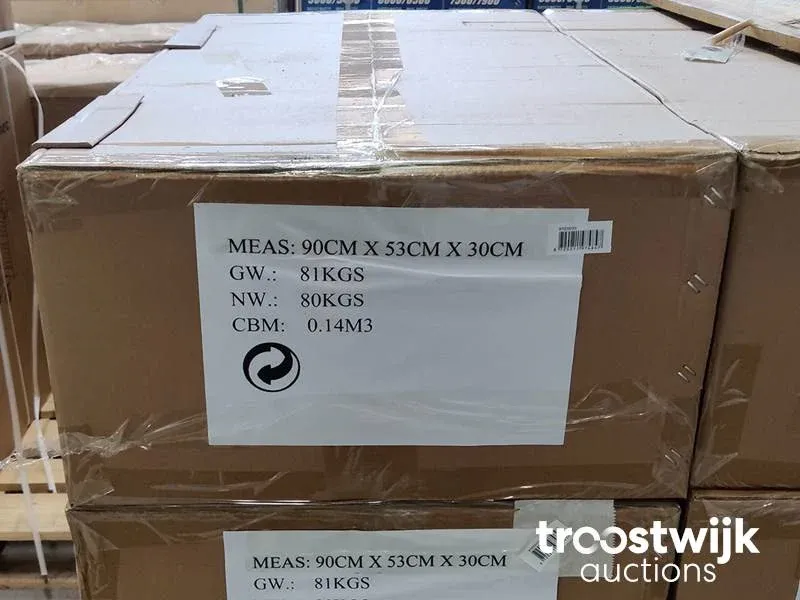 MEAS: 90CM X 53CM X 30CM
GW.: 81KGS
NW.: 80KGS
CBM: 0.14M3
MEAS: 90CM X 53CM X 30CM
GW.: 81KGS
troostwijk
auctions